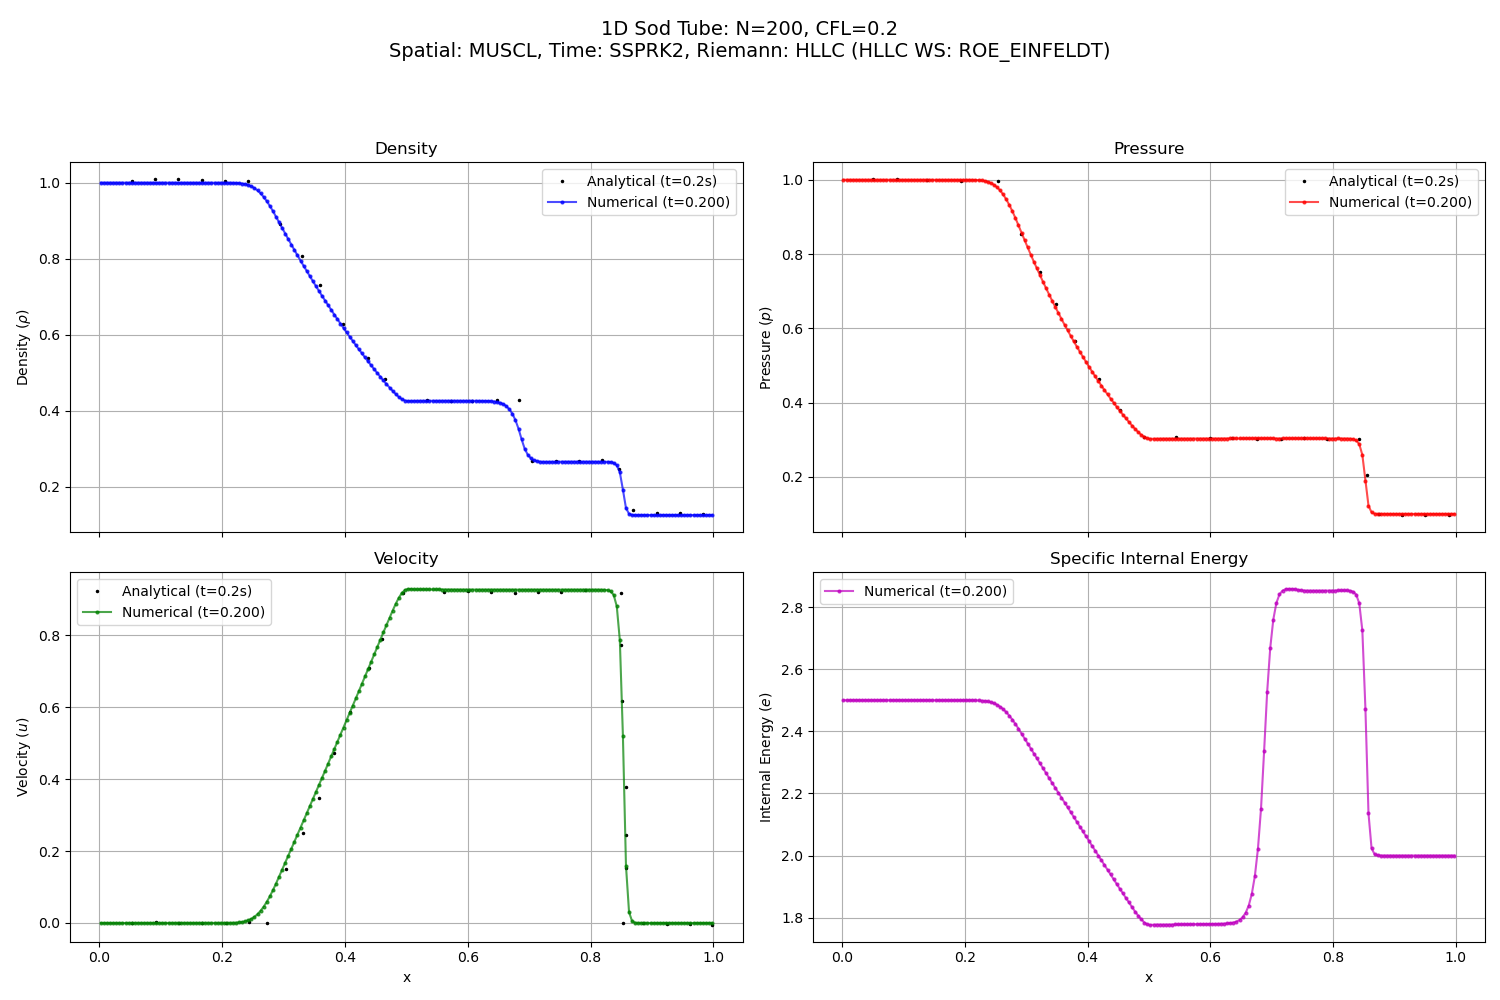 1D Sod Tube: N=200, CFL=0.2
Spatial: MUSCL, Time: SSPRK2, Riemann: HLLC (HLLC WS: ROE_EINFELDT)
Density
Density (ρ)
1.0
0.8
0.6
0.4
0.2
Analytical (t=0.2s)
Numerical (t=0.200)
Pressure
Pressure (p)
1.0
0.8
0.6
0.4
0.2
Analytical (t=0.2s)
Numerical (t=0.200)
Velocity
Velocity (u)
0.8
0.6
0.4
0.2
0.0
Analytical (t=0.2s)
Numerical (t=0.200)
0.0 0.2 0.4 0.6 0.8 1.0
x
Specific Internal Energy
Internal Energy (e)
2.8
2.6
2.4
2.2
2.0
1.8
Numerical (t=0.200)
0.0 0.2 0.4 0.6 0.8 1.0
x